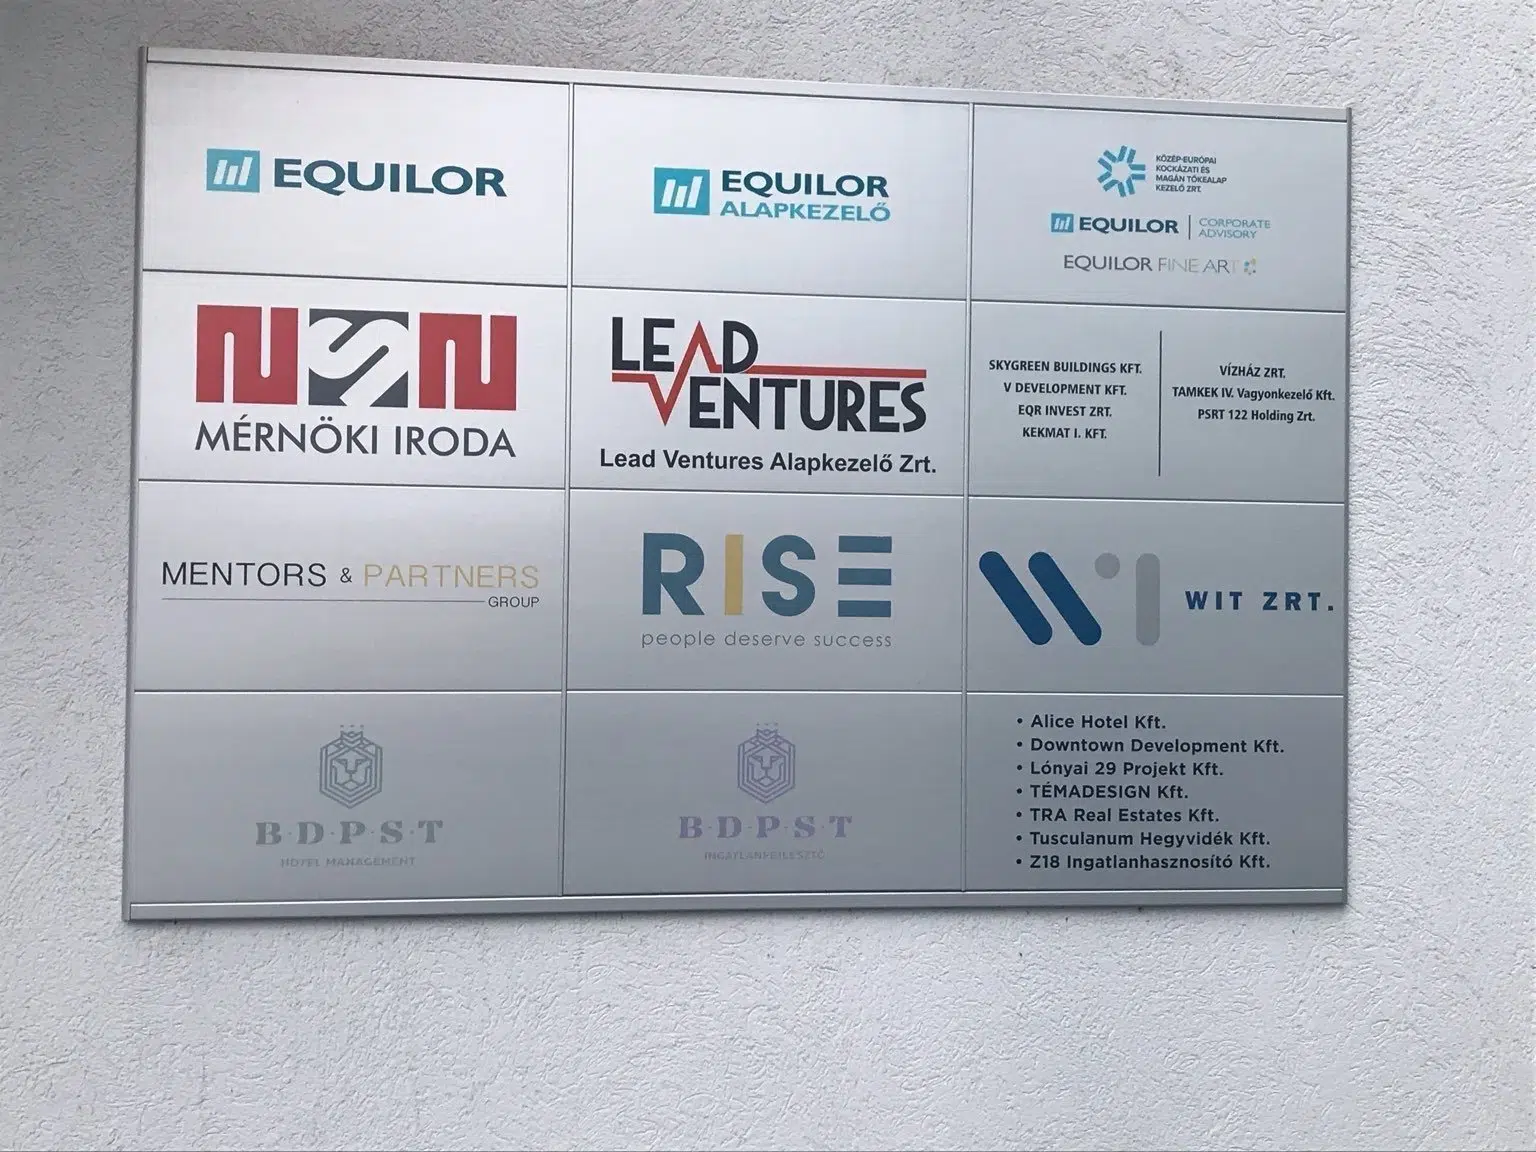 EQUILOR
EQUILOR
ALAPKEZELŐ
KÖZÉP-EURÓPAI
KOCKÁZATI ÉS
MAGÁN TŐKEALAP
KEZELŐ ZRT.
EQUILOR CORPORATE
ADVISORY
EQUILOR FINE ART
NSN
MÉRNÖKI IRODA
LEAD
VENTURES
Lead Ventures Alapkezelő Zrt.
SKYGREEN BUILDINGS KFT.
V DEVELOPMENT KFT.
EQR INVEST ZRT.
KEKMAT I. KFT.
VÍZHÁZ ZRT.
TAMKEK IV. Vagyonkezelő Kft.
PSRT 122 Holding Zrt.
MENTORS & PARTNERS
GROUP
RISE
people deserve success
WIT ZRT.
B·D·P·S·T
HOTEL MANAGEMENT
B·D·P·S·T
INGATLANFEJLESZTŐ
• Alice Hotel Kft.
• Downtown Development Kft.
• Lónyai 29 Projekt Kft.
• TÉMADESIGN Kft.
• TRA Real Estates Kft.
• Tusculanum Hegyvidék Kft.
• Z18 Ingatlanhasznosító Kft.